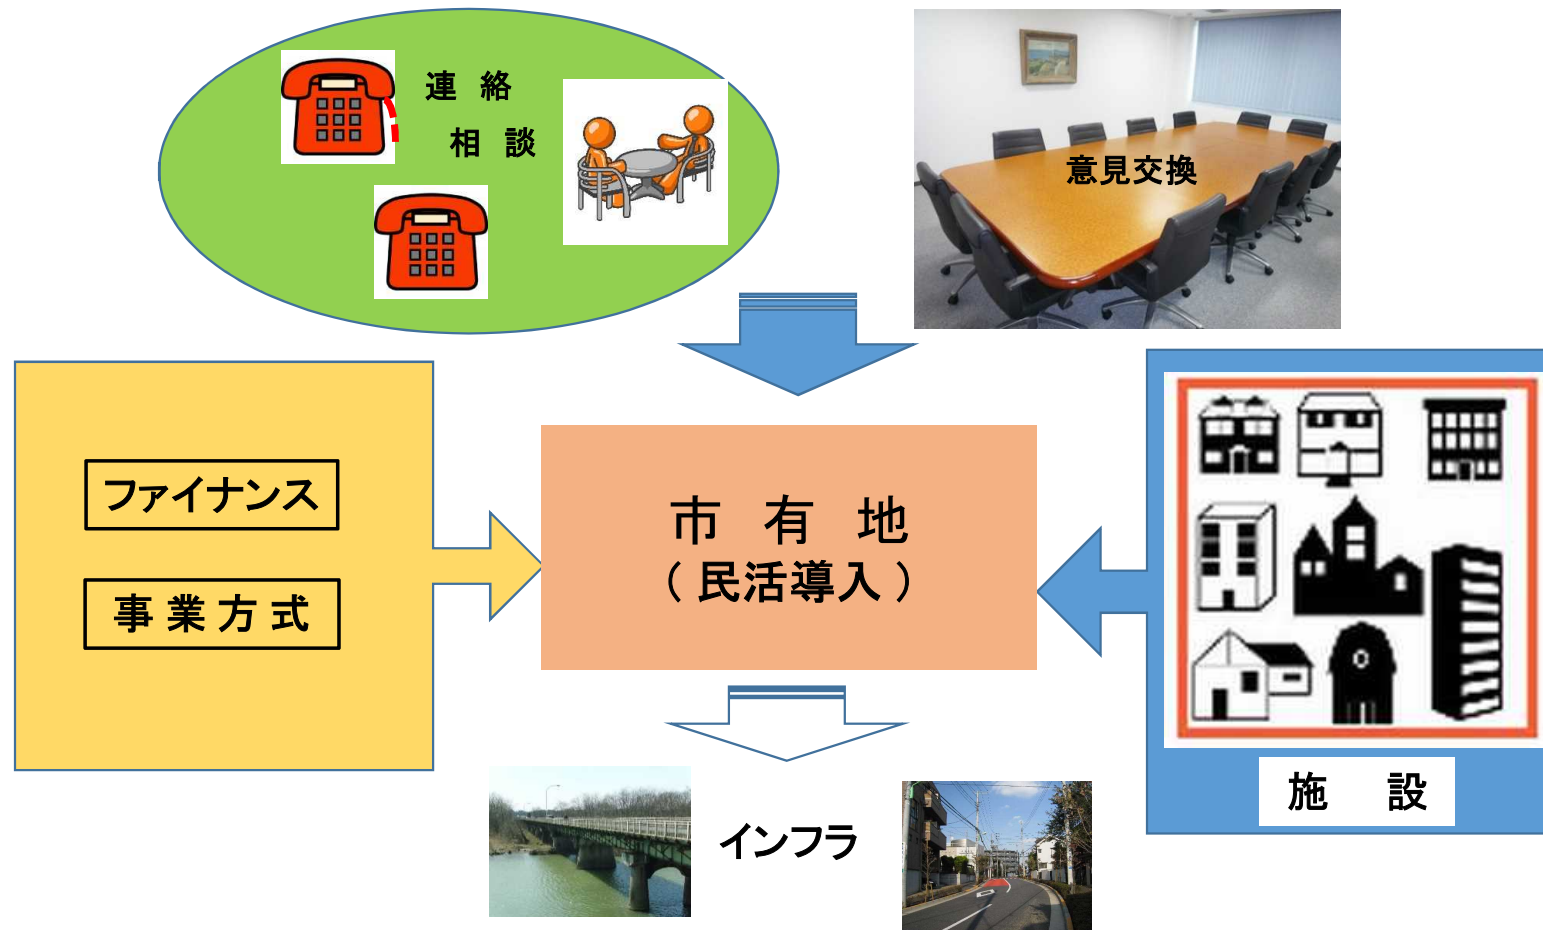 連 絡
相 談
意見交換
ファイナンス
事 業 方 式
市 有 地
（ 民活導入 ）
施 設
インフラ